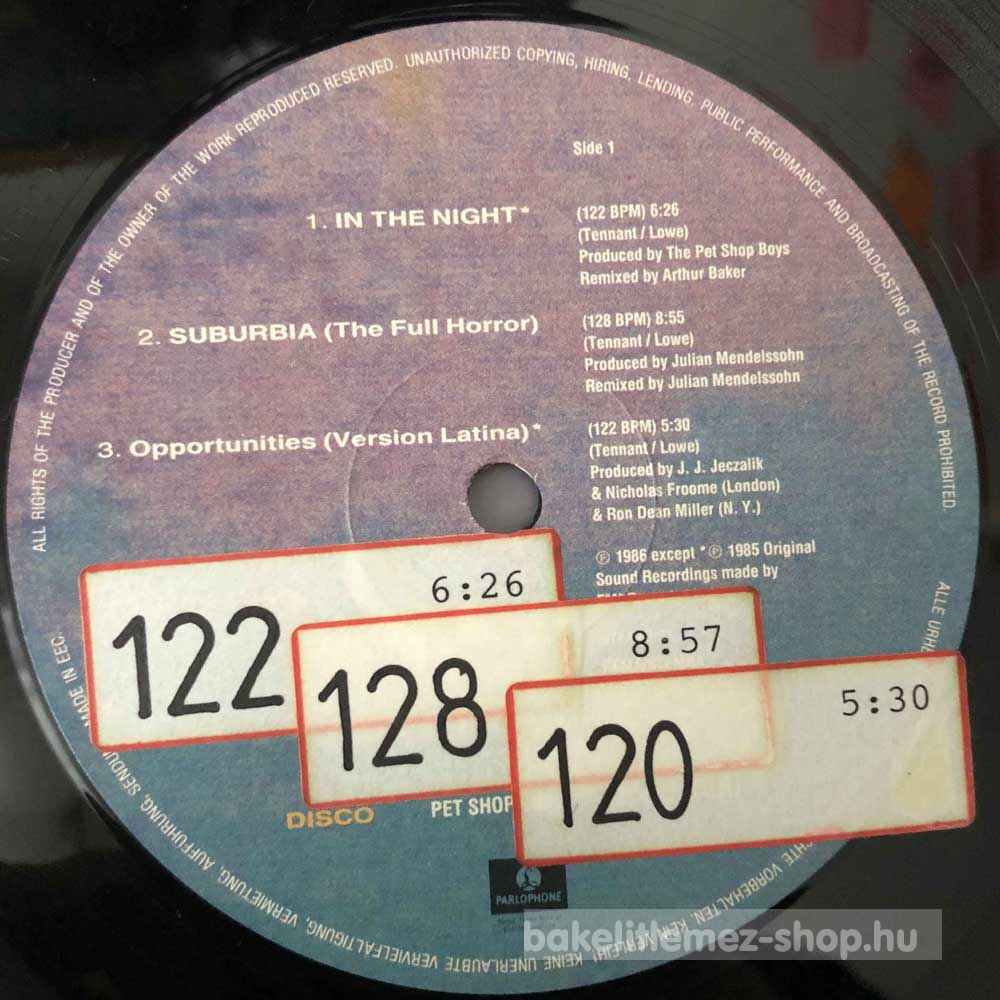 ALL RIGHTS OF THE PRODUCER AND OF THE OWNER OF THE WORK REPRODUCED RESERVED. UNAUTHORIZED COPYING, HIRING, LENDING. PUBLIC PERFORMANCE AND BROADCASTING OF THE RECORD PROHIBITED.
Side 1
1. IN THE NIGHT*
(122 BPM) 6:26
(Tennant / Lowe)
Produced by The Pet Shop Boys
Remixed by Arthur Baker
2. SUBURBIA (The Full Horror)
(128 BPM) 8:55
(Tennant / Lowe)
Produced by Julian Mendelssohn
Remixed by Julian Mendelssohn
3. Opportunities (Version Latina)*
(122 BPM) 5:30
(Tennant / Lowe)
Produced by J. J. Jeczalik
& Nicholas Froome (London)
& Ron Dean Miller (N. Y.)
℗ 1986 except *℗ 1985 Original
Sound Recordings made by
6:26
122
8:57
128
5:30
120
DISCO
PET SHOP
PARLOPHONE
MADE IN EEC.
ALLE VORBEHALTEN. KEIN VERLEIH! KEINE UNERLAUBTE VERVIELFÄLTIGUNG, VERMIETUNG, AUFFÜHRUNG,
bakelitlemez-shop.hu